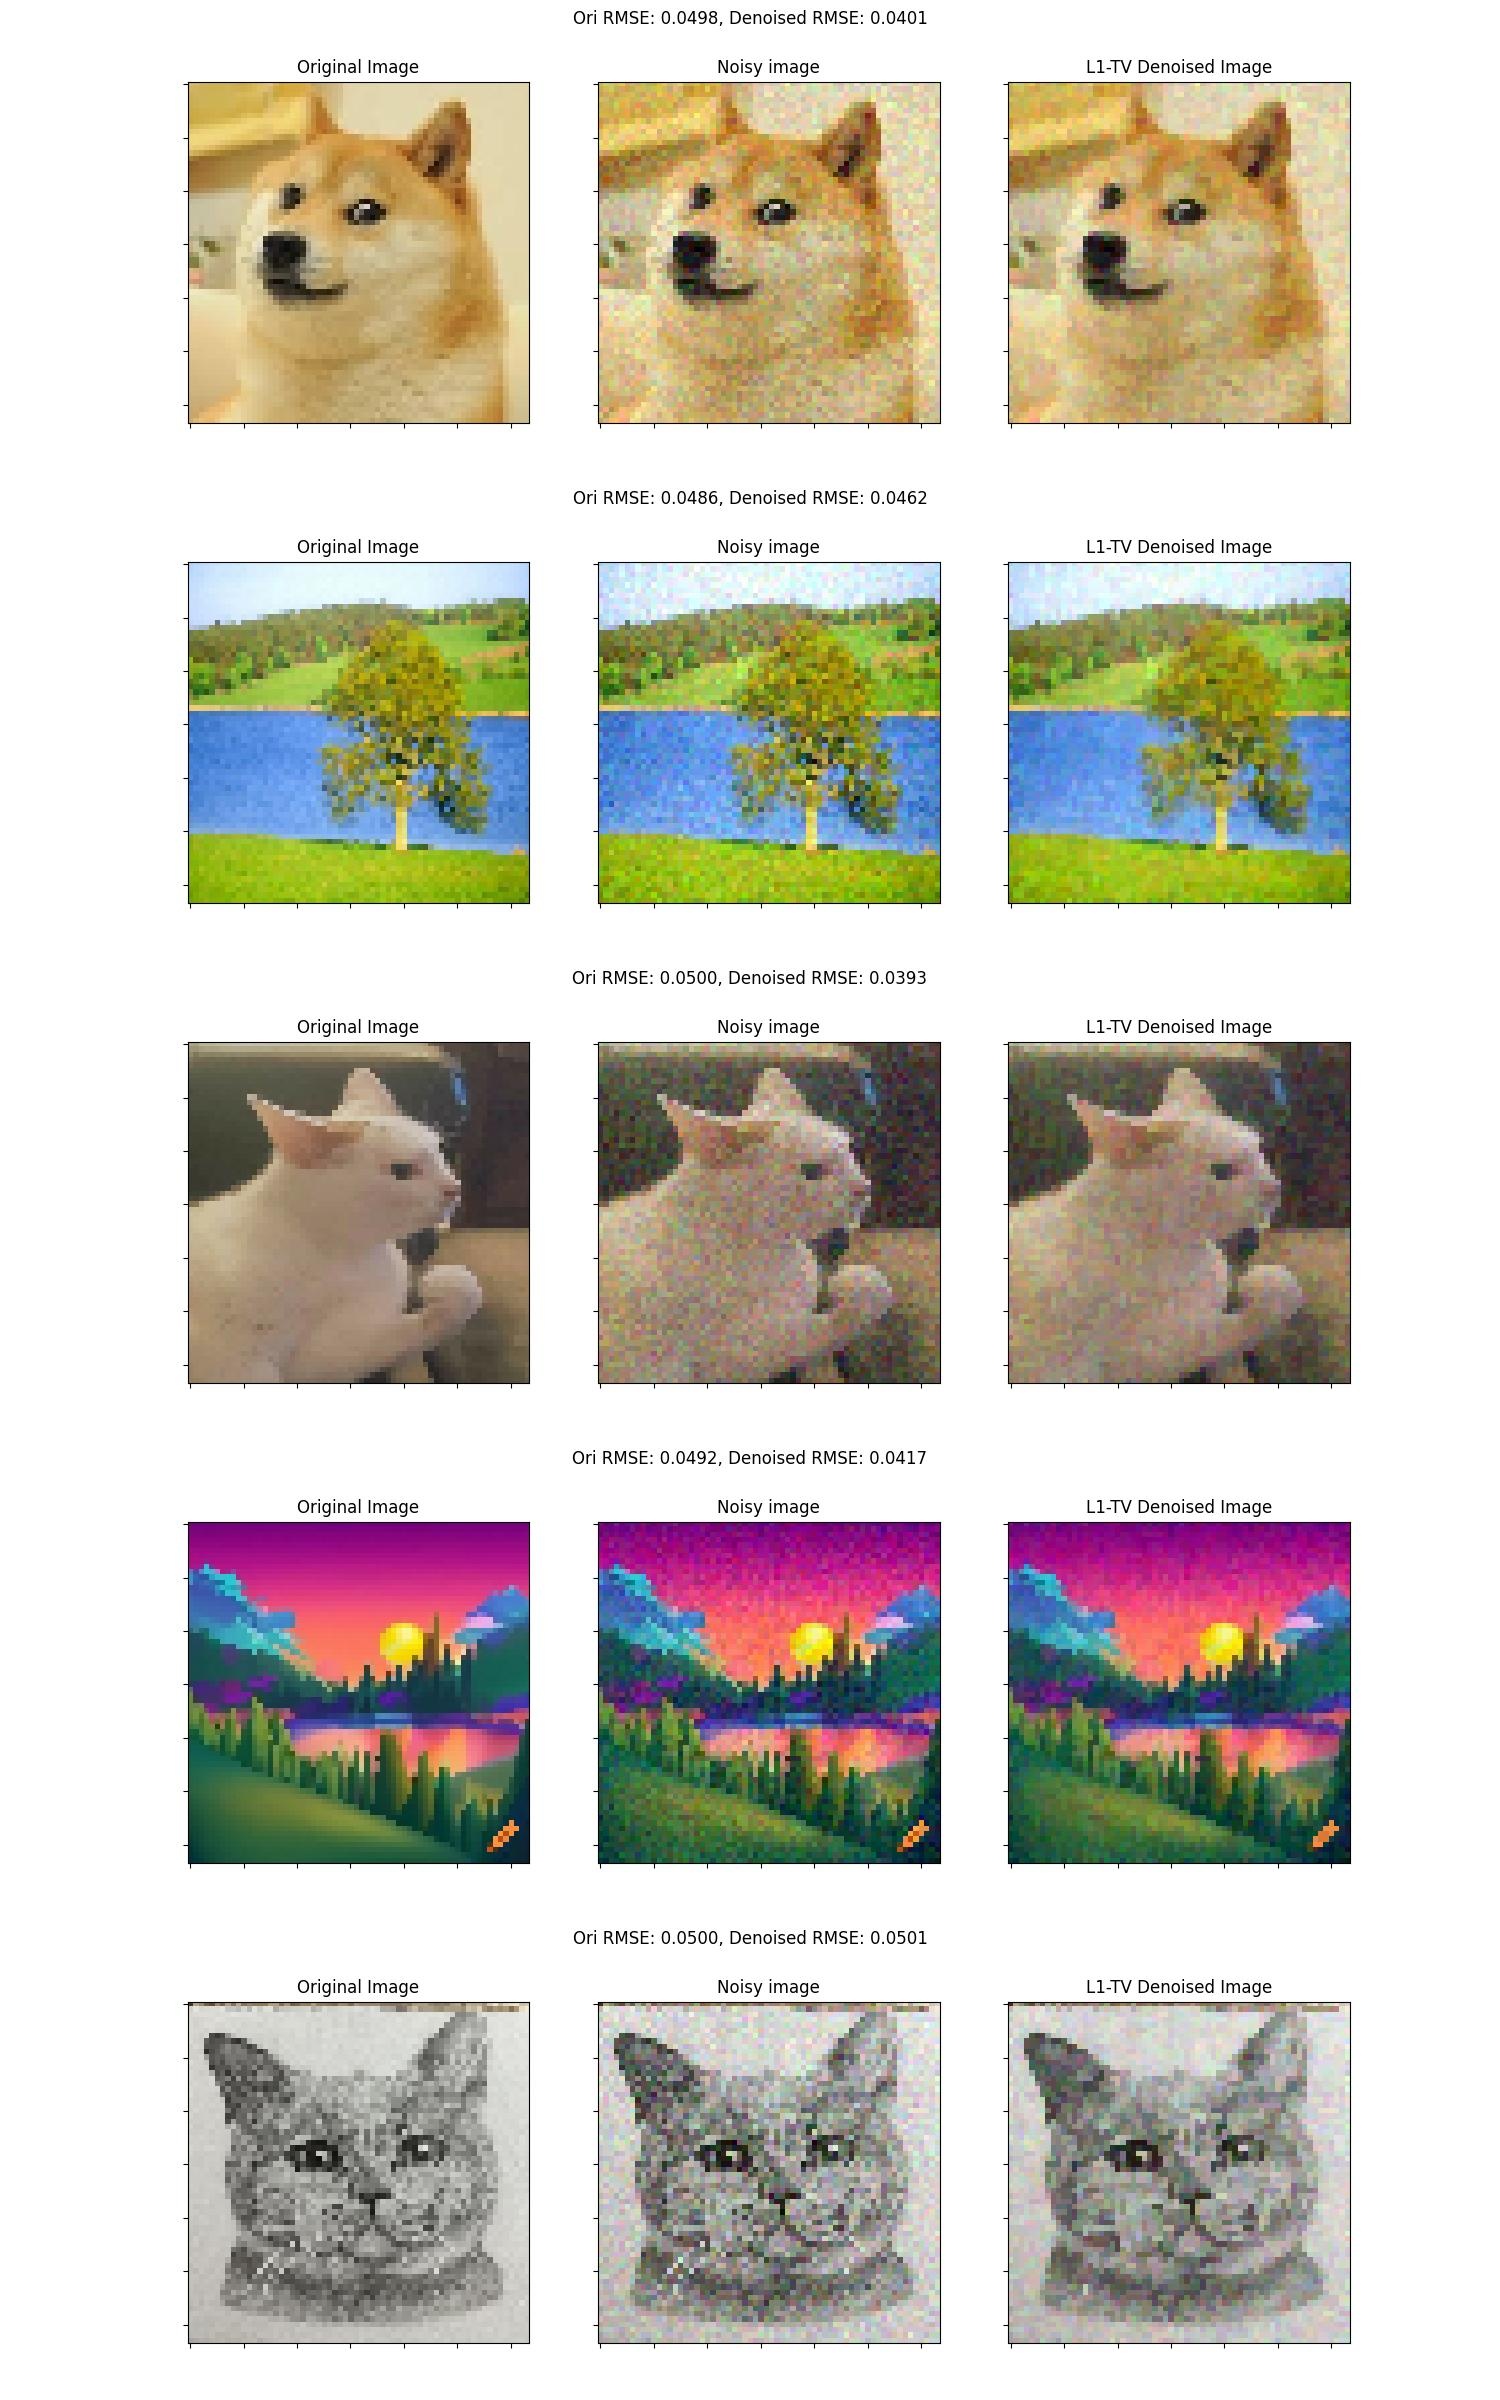 Ori RMSE: 0.0498, Denoised RMSE: 0.0401
Original Image
Noisy image
L1-TV Denoised Image
Ori RMSE: 0.0486, Denoised RMSE: 0.0462
Original Image
Noisy image
L1-TV Denoised Image
Ori RMSE: 0.0500, Denoised RMSE: 0.0393
Original Image
Noisy image
L1-TV Denoised Image
Ori RMSE: 0.0492, Denoised RMSE: 0.0417
Original Image
Noisy image
L1-TV Denoised Image
Ori RMSE: 0.0500, Denoised RMSE: 0.0501
Original Image
Noisy image
L1-TV Denoised Image